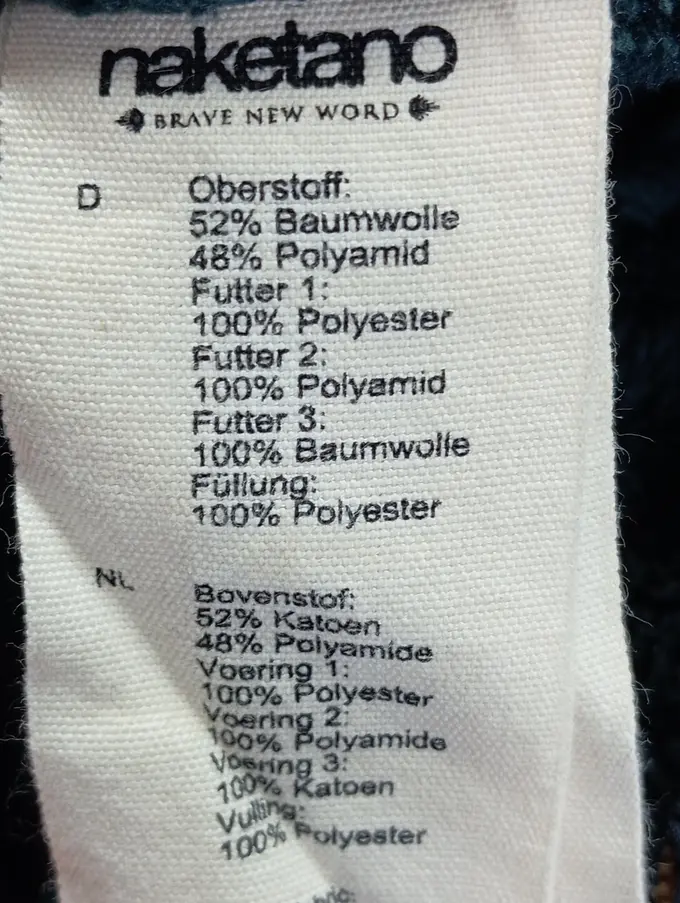 naketano
BRAVE NEW WORD
D
Oberstoff:
52% Baumwolle
48% Polyamid
Futter 1:
100% Polyester
Futter 2:
100% Polyamid
Futter 3:
100% Baumwolle
Füllung:
100% Polyester
NL
Bovenstof:
52% Katoen
48% Polyamide
Voering 1:
100% Polyester
Voering 2:
100% Polyamide
Voering 3:
100% Katoen
Vulling:
100% Polyester